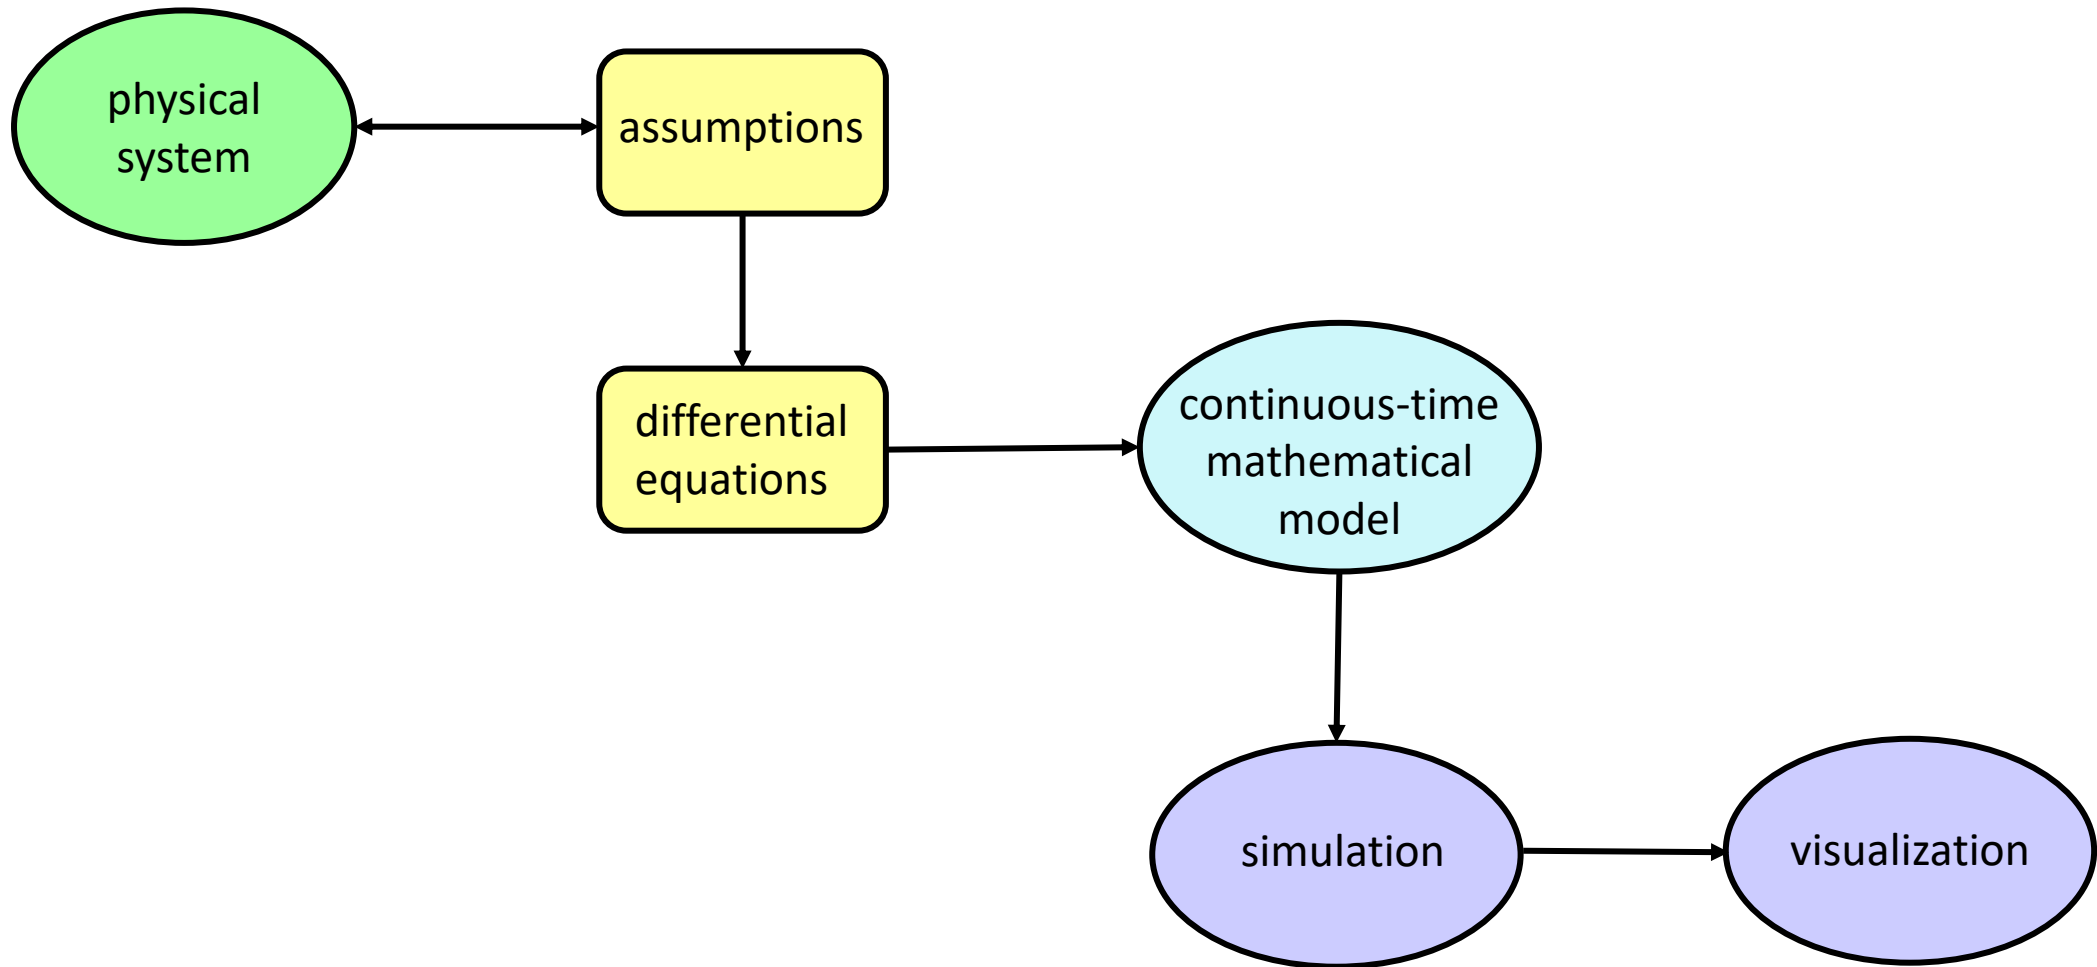 physical
system
assumptions
differential
equations
continuous-time
mathematical
model
simulation
visualization